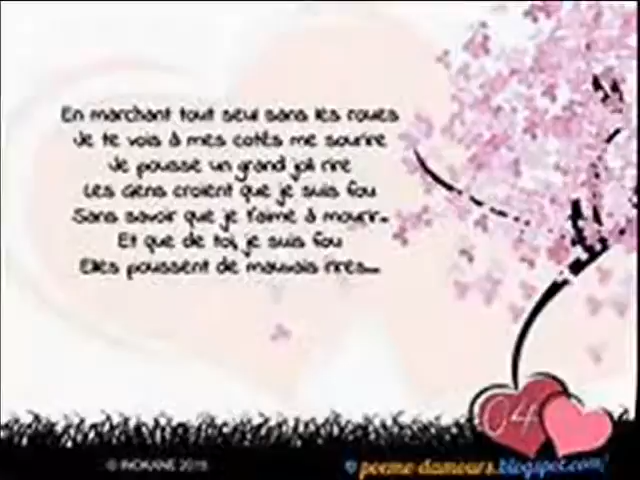 En marchant tout seul sans les roues
Je te vois à mes cotés me sourire
Je pousse un grand joli rire
Les Gens croient que je suis fou
Sans savoir que je t'aime à mourir...
Et que de toi, je suis fou
Elles poussent de mauvais rires....
04
© INOKANE 2015
© poeme-damours.blogspot.com/